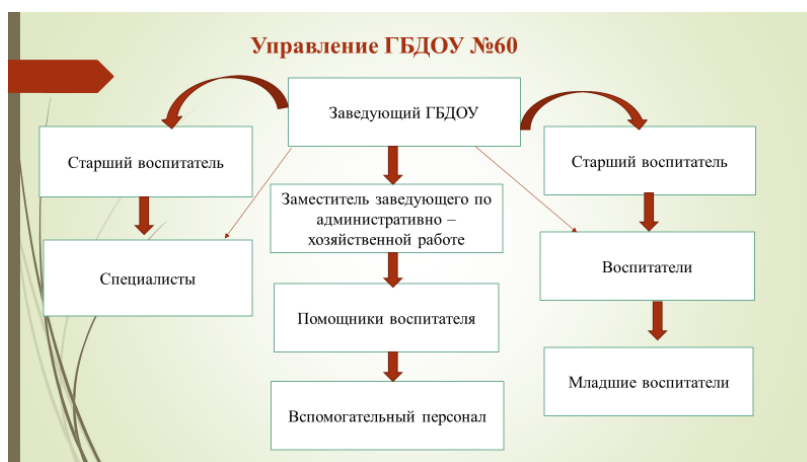 Управление ГБДОУ №60
Заведующий ГБДОУ
Старший воспитатель
Старший воспитатель
Заместитель заведующего по
административно –
хозяйственной работе
Специалисты
Воспитатели
Помощники воспитателя
Младшие воспитатели
Вспомогательный персонал